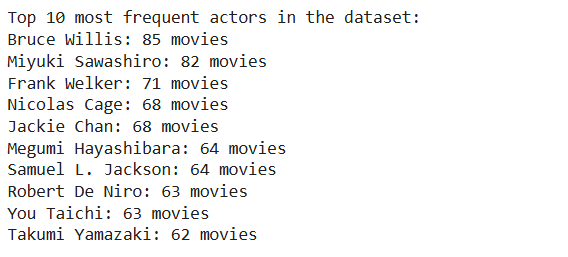 Top 10 most frequent actors in the dataset:
Bruce Willis: 85 movies
Miyuki Sawashiro: 82 movies
Frank Welker: 71 movies
Nicolas Cage: 68 movies
Jackie Chan: 68 movies
Megumi Hayashibara: 64 movies
Samuel L. Jackson: 64 movies
Robert De Niro: 63 movies
You Taichi: 63 movies
Takumi Yamazaki: 62 movies